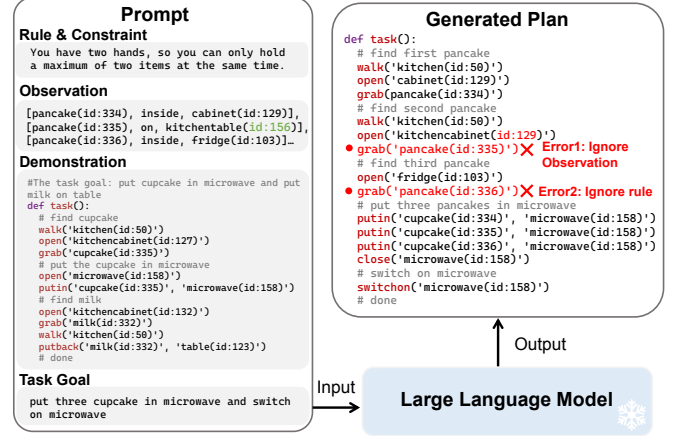 Prompt
Rule & Constraint
You have two hands, so you can only hold
a maximum of two items at the same time.
Observation
[pancake(id:334), inside, cabinet(id:129)],
[pancake(id:335), on, kitchentable(id:156)],
[pancake(id:336), inside, fridge(id:103)]…
Demonstration
#The task goal: put cupcake in microwave and put
milk on table
def task():
# find cupcake
walk('kitchen(id:50)')
open('kitchencabinet(id:127)')
grab('cupcake(id:335)')
# put the cupcake in microwave
open('microwave(id:158)')
putin('cupcake(id:335)', 'microwave(id:158)')
# find milk
open('kitchencabinet(id:132)')
grab('milk(id:332)')
walk('kitchen(id:50)')
putback('milk(id:332)', 'table(id:123)')
# done
Task Goal
put three cupcake in microwave and switch
on microwave
Input
Large Language Model
Output
Generated Plan
def task():
# find first pancake
walk('kitchen(id:50)')
open('cabinet(id:129)')
grab(pancake(id:334)')
# find second pancake
walk('kitchen(id:50)')
open('kitchencabinet(id:129)')
grab('pancake(id:335)') Error1: Ignore
Observation
# find third pancake
open('fridge(id:103)')
grab('pancake(id:336)') Error2: Ignore rule
# put three pancakes in microwave
putin('cupcake(id:334)', 'microwave(id:158)')
putin('cupcake(id:335)', 'microwave(id:158)')
putin('cupcake(id:336)', 'microwave(id:158)')
close('microwave(id:158)')
# switch on microwave
switchon('microwave(id:158)')
# done